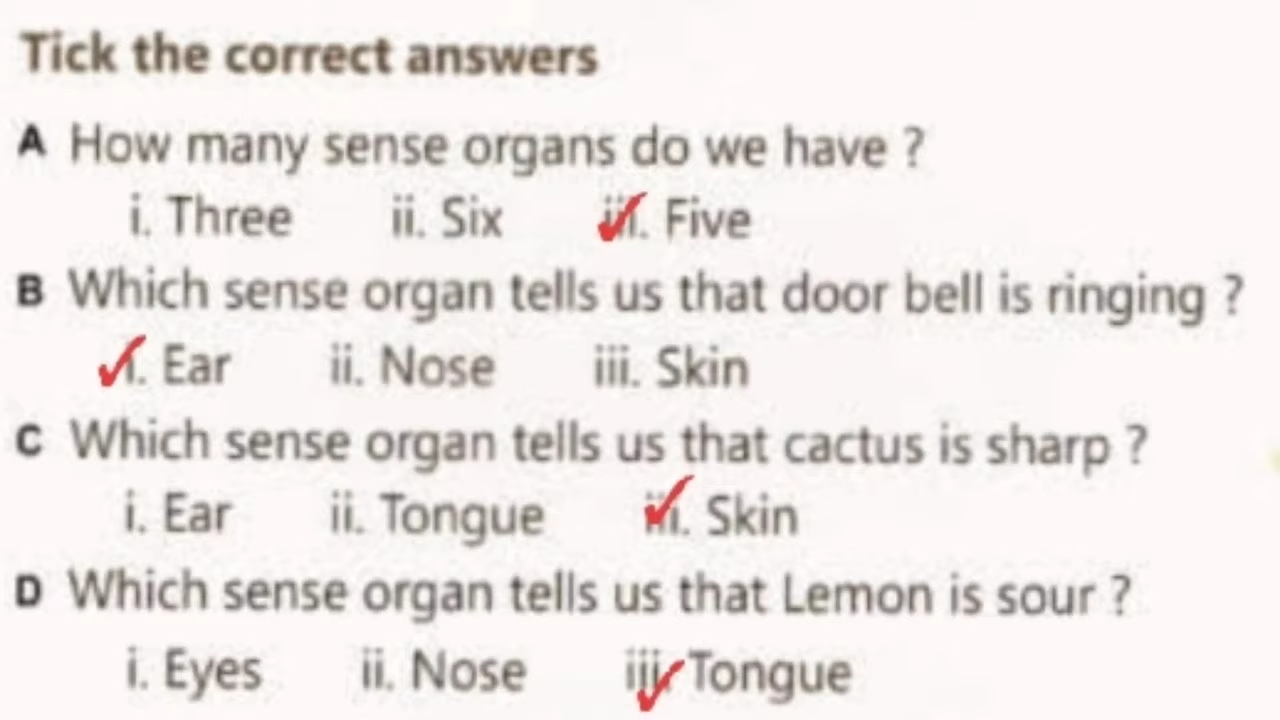 Tick the correct answers
A How many sense organs do we have ?
i. Three ii. Six iii. Five
B Which sense organ tells us that door bell is ringing ?
i. Ear ii. Nose iii. Skin
C Which sense organ tells us that cactus is sharp ?
i. Ear ii. Tongue iii. Skin
D Which sense organ tells us that Lemon is sour ?
i. Eyes ii. Nose iii. Tongue